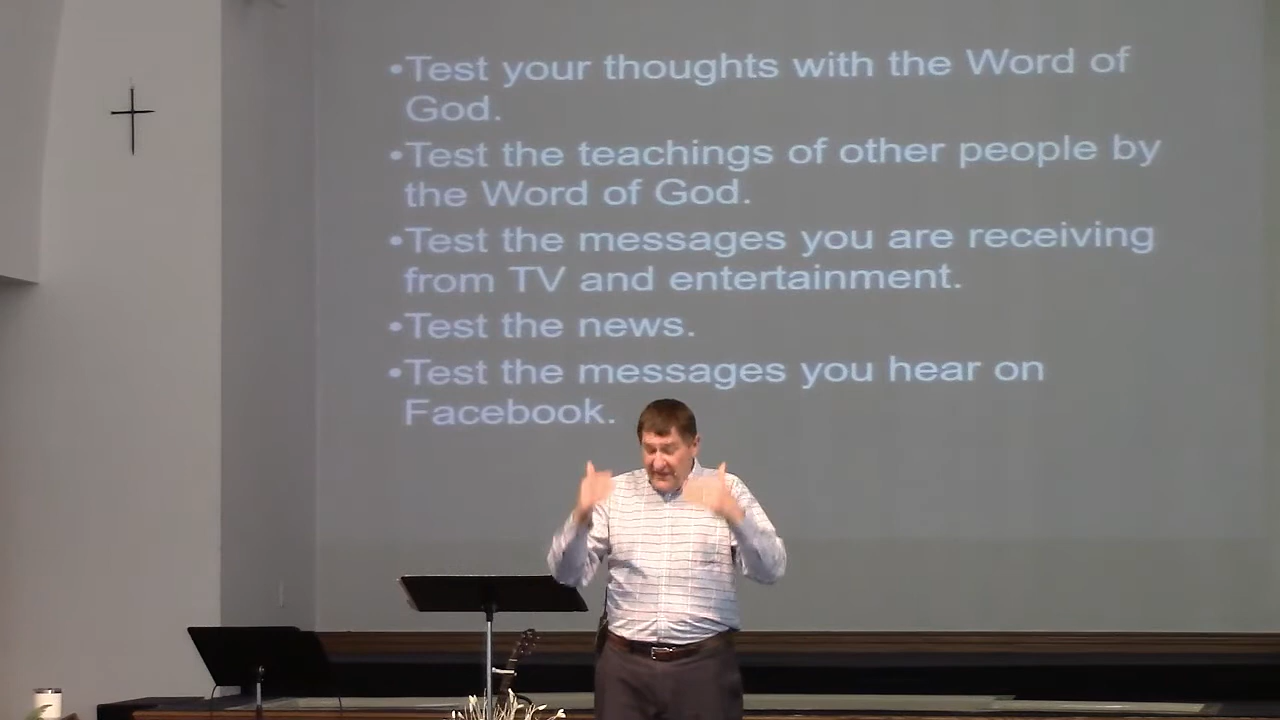 •Test your thoughts with the Word of
God.
•Test the teachings of other people by
the Word of God.
•Test the messages you are receiving
from TV and entertainment.
•Test the news.
•Test the messages you hear on
Facebook.